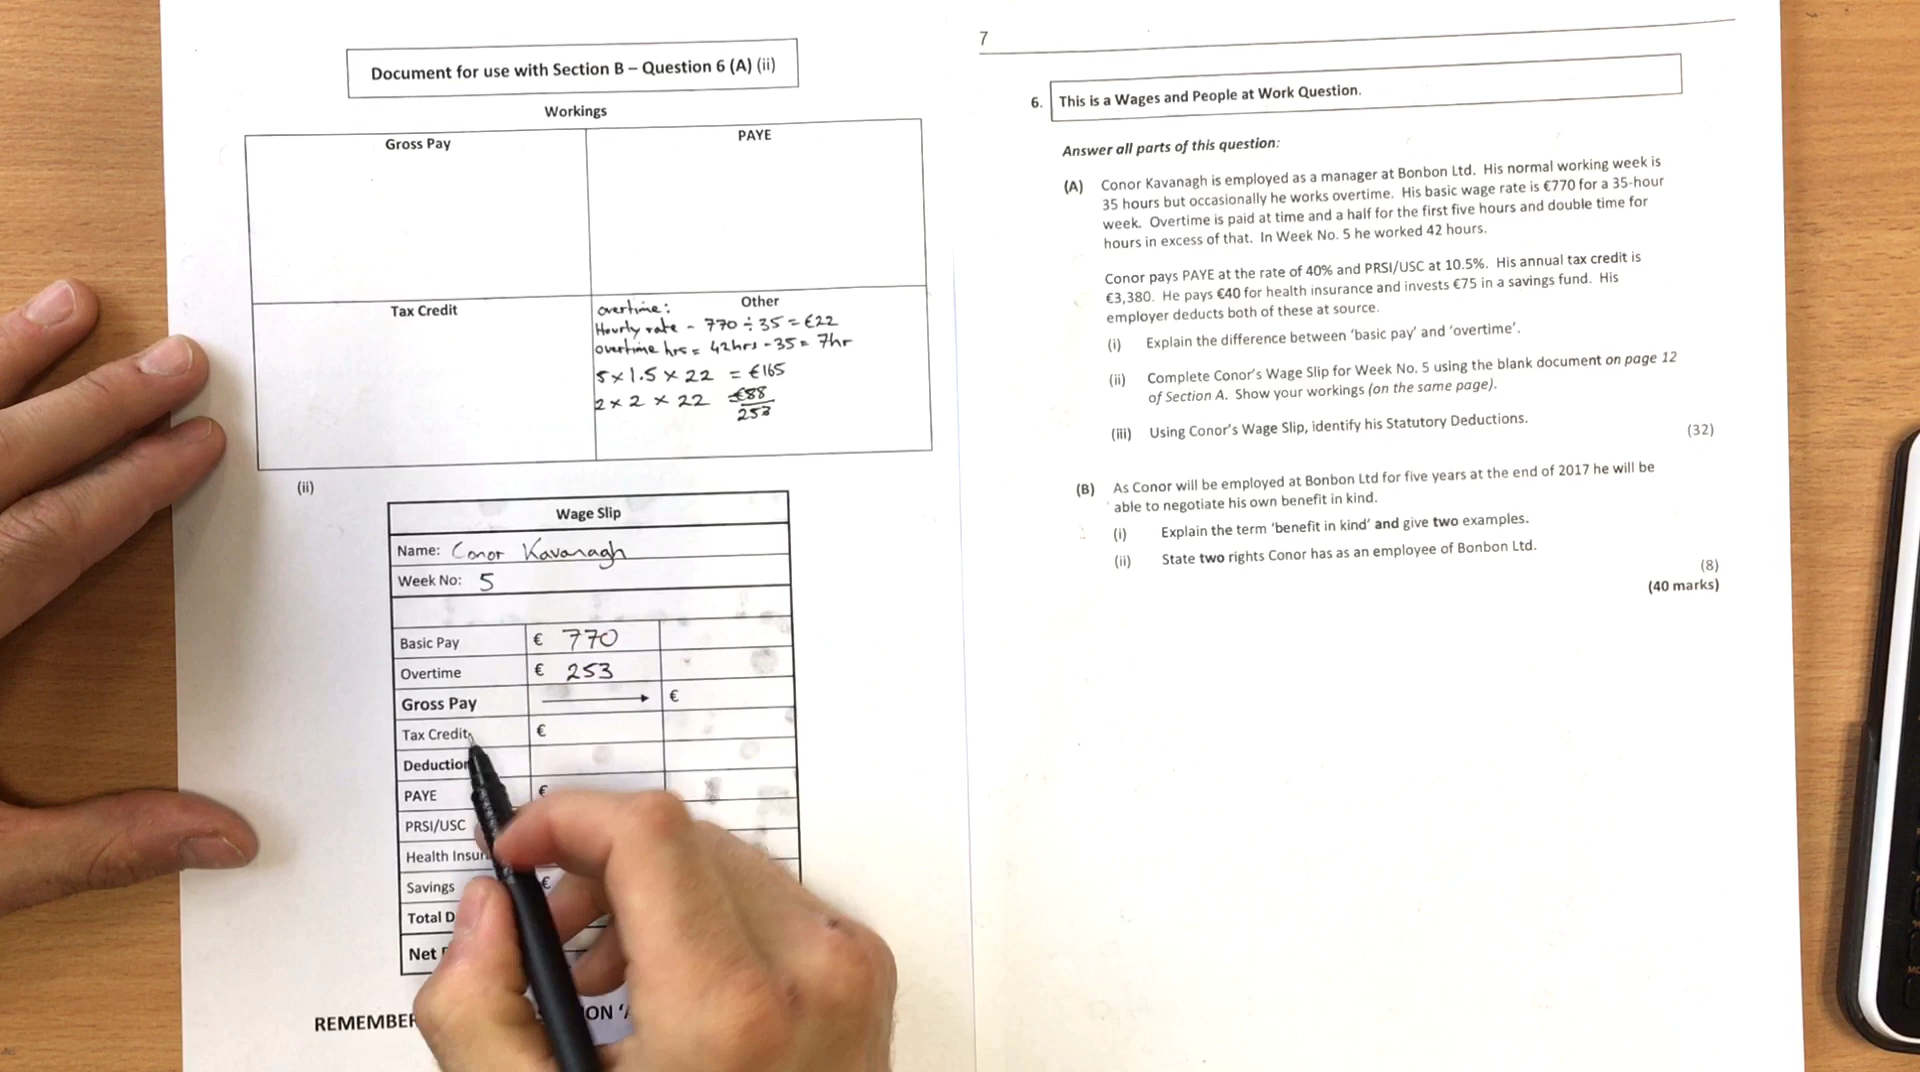 Document for use with Section B – Question 6 (A) (ii)
Workings
Gross Pay
PAYE
Tax Credit
Other
overtime:
Hourly rate - 770 ÷ 35 = €22
overtime hrs = 42hrs - 35 = 7hr
5 × 1.5 × 22 = €165
2 × 2 × 22 €88
253
(ii)
Wage Slip
Name: Conor Kavanagh
Week No: 5
Basic Pay € 770
Overtime € 253
Gross Pay €
Tax Credit €
Deduction
PAYE €
PRSI/USC
Health Insur
Savings €
Total D
Net
REMEMBER
ON
7
6. This is a Wages and People at Work Question.
Answer all parts of this question:
(A) Conor Kavanagh is employed as a manager at Bonbon Ltd. His normal working week is
35 hours but occasionally he works overtime. His basic wage rate is €770 for a 35-hour
week. Overtime is paid at time and a half for the first five hours and double time for
hours in excess of that. In Week No. 5 he worked 42 hours.
Conor pays PAYE at the rate of 40% and PRSI/USC at 10.5%. His annual tax credit is
€3,380. He pays €40 for health insurance and invests €75 in a savings fund. His
employer deducts both of these at source.
(i) Explain the difference between ‘basic pay’ and ‘overtime’.
(ii) Complete Conor's Wage Slip for Week No. 5 using the blank document on page 12
of Section A. Show your workings (on the same page).
(iii) Using Conor's Wage Slip, identify his Statutory Deductions.
(32)
(B) As Conor will be employed at Bonbon Ltd for five years at the end of 2017 he will be
able to negotiate his own benefit in kind.
(i) Explain the term ‘benefit in kind’ and give two examples.
(ii) State two rights Conor has as an employee of Bonbon Ltd.
(8)
(40 marks)